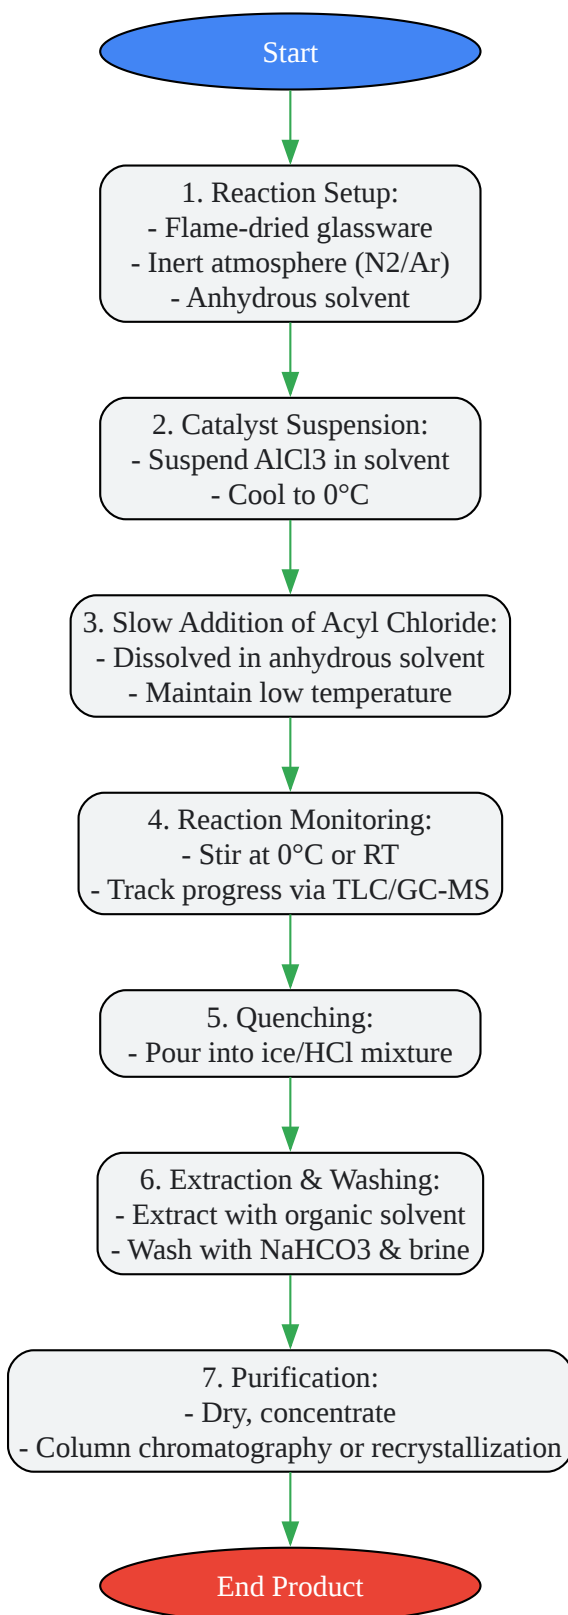 Start
1. Reaction Setup:
- Flame-dried glassware
- Inert atmosphere (N2/Ar)
- Anhydrous solvent
2. Catalyst Suspension:
- Suspend AlCl3 in solvent
- Cool to 0°C
3. Slow Addition of Acyl Chloride:
- Dissolved in anhydrous solvent
- Maintain low temperature
4. Reaction Monitoring:
- Stir at 0°C or RT
- Track progress via TLC/GC-MS
5. Quenching:
- Pour into ice/HCl mixture
6. Extraction & Washing:
- Extract with organic solvent
- Wash with NaHCO3 & brine
7. Purification:
- Dry, concentrate
- Column chromatography or recrystallization
End Product